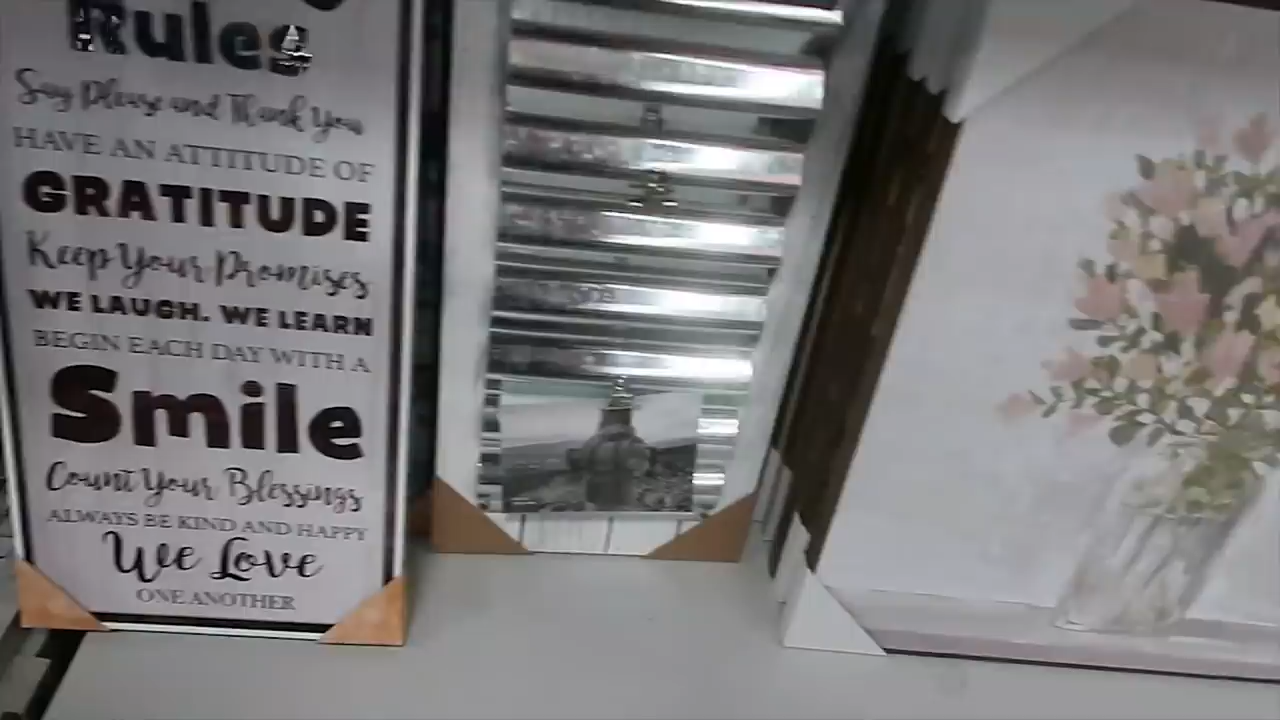 Rules
Say Please and Thank You
HAVE AN ATTITUDE OF
GRATITUDE
Keep Your Promises
WE LAUGH. WE LEARN
BEGIN EACH DAY WITH A
Smile
Count Your Blessings
ALWAYS BE KIND AND HAPPY
We Love
ONE ANOTHER